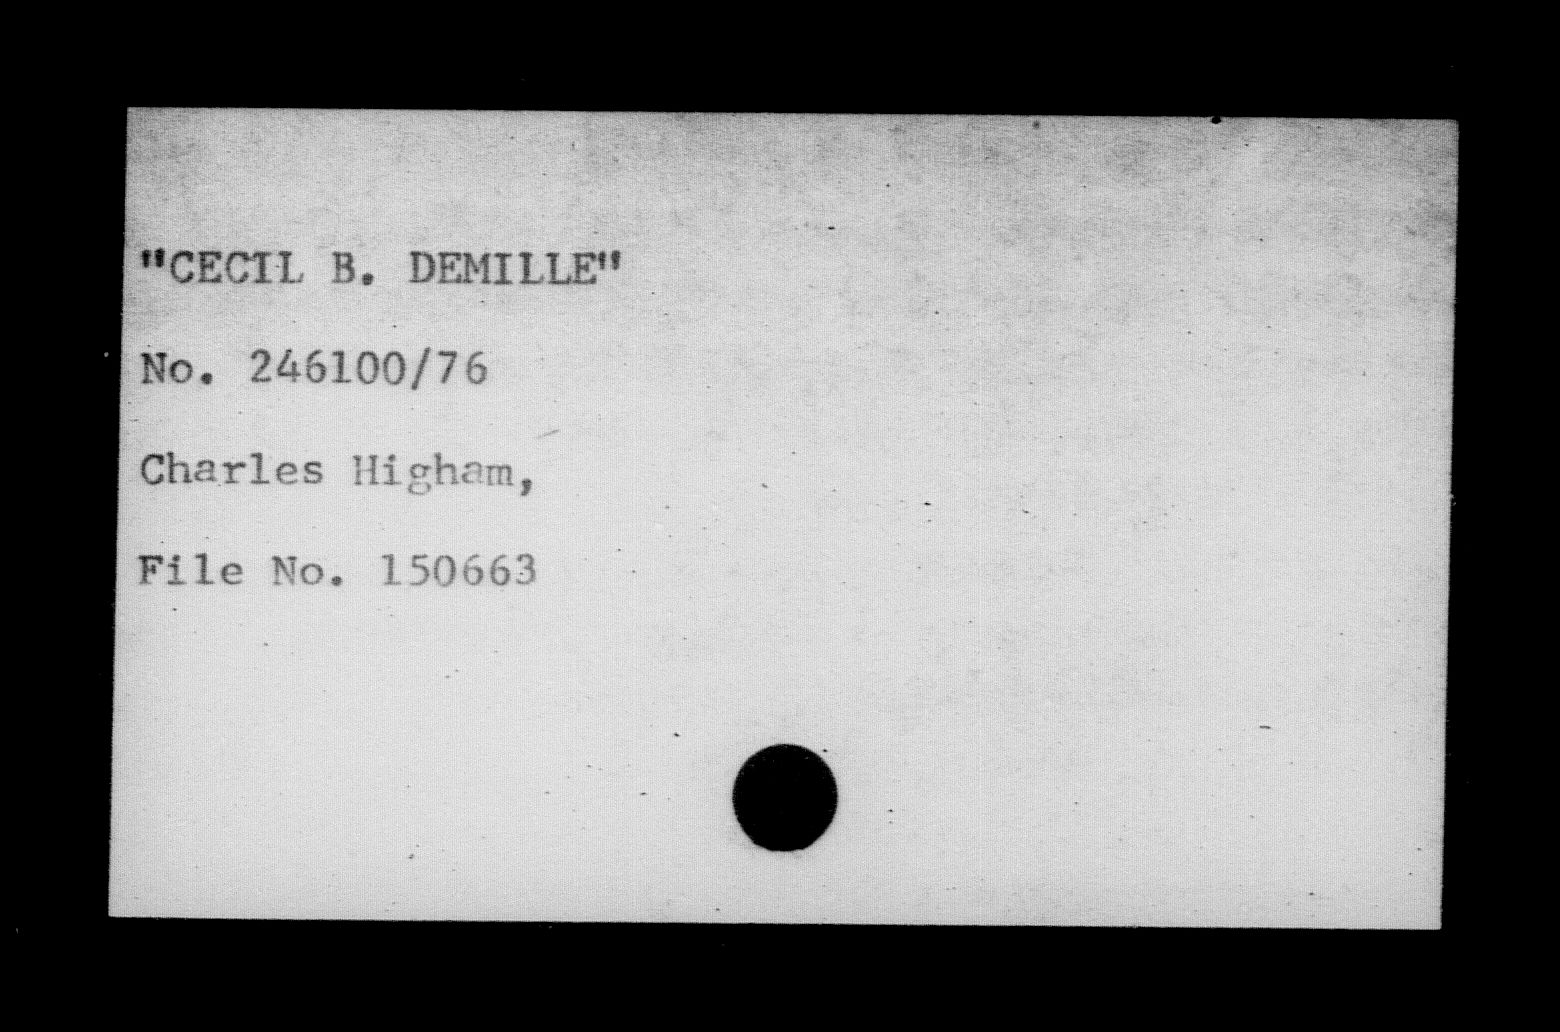 "CECIL B. DEMILLE"
No. 246100/76
Charles Higham,
File No. 150663